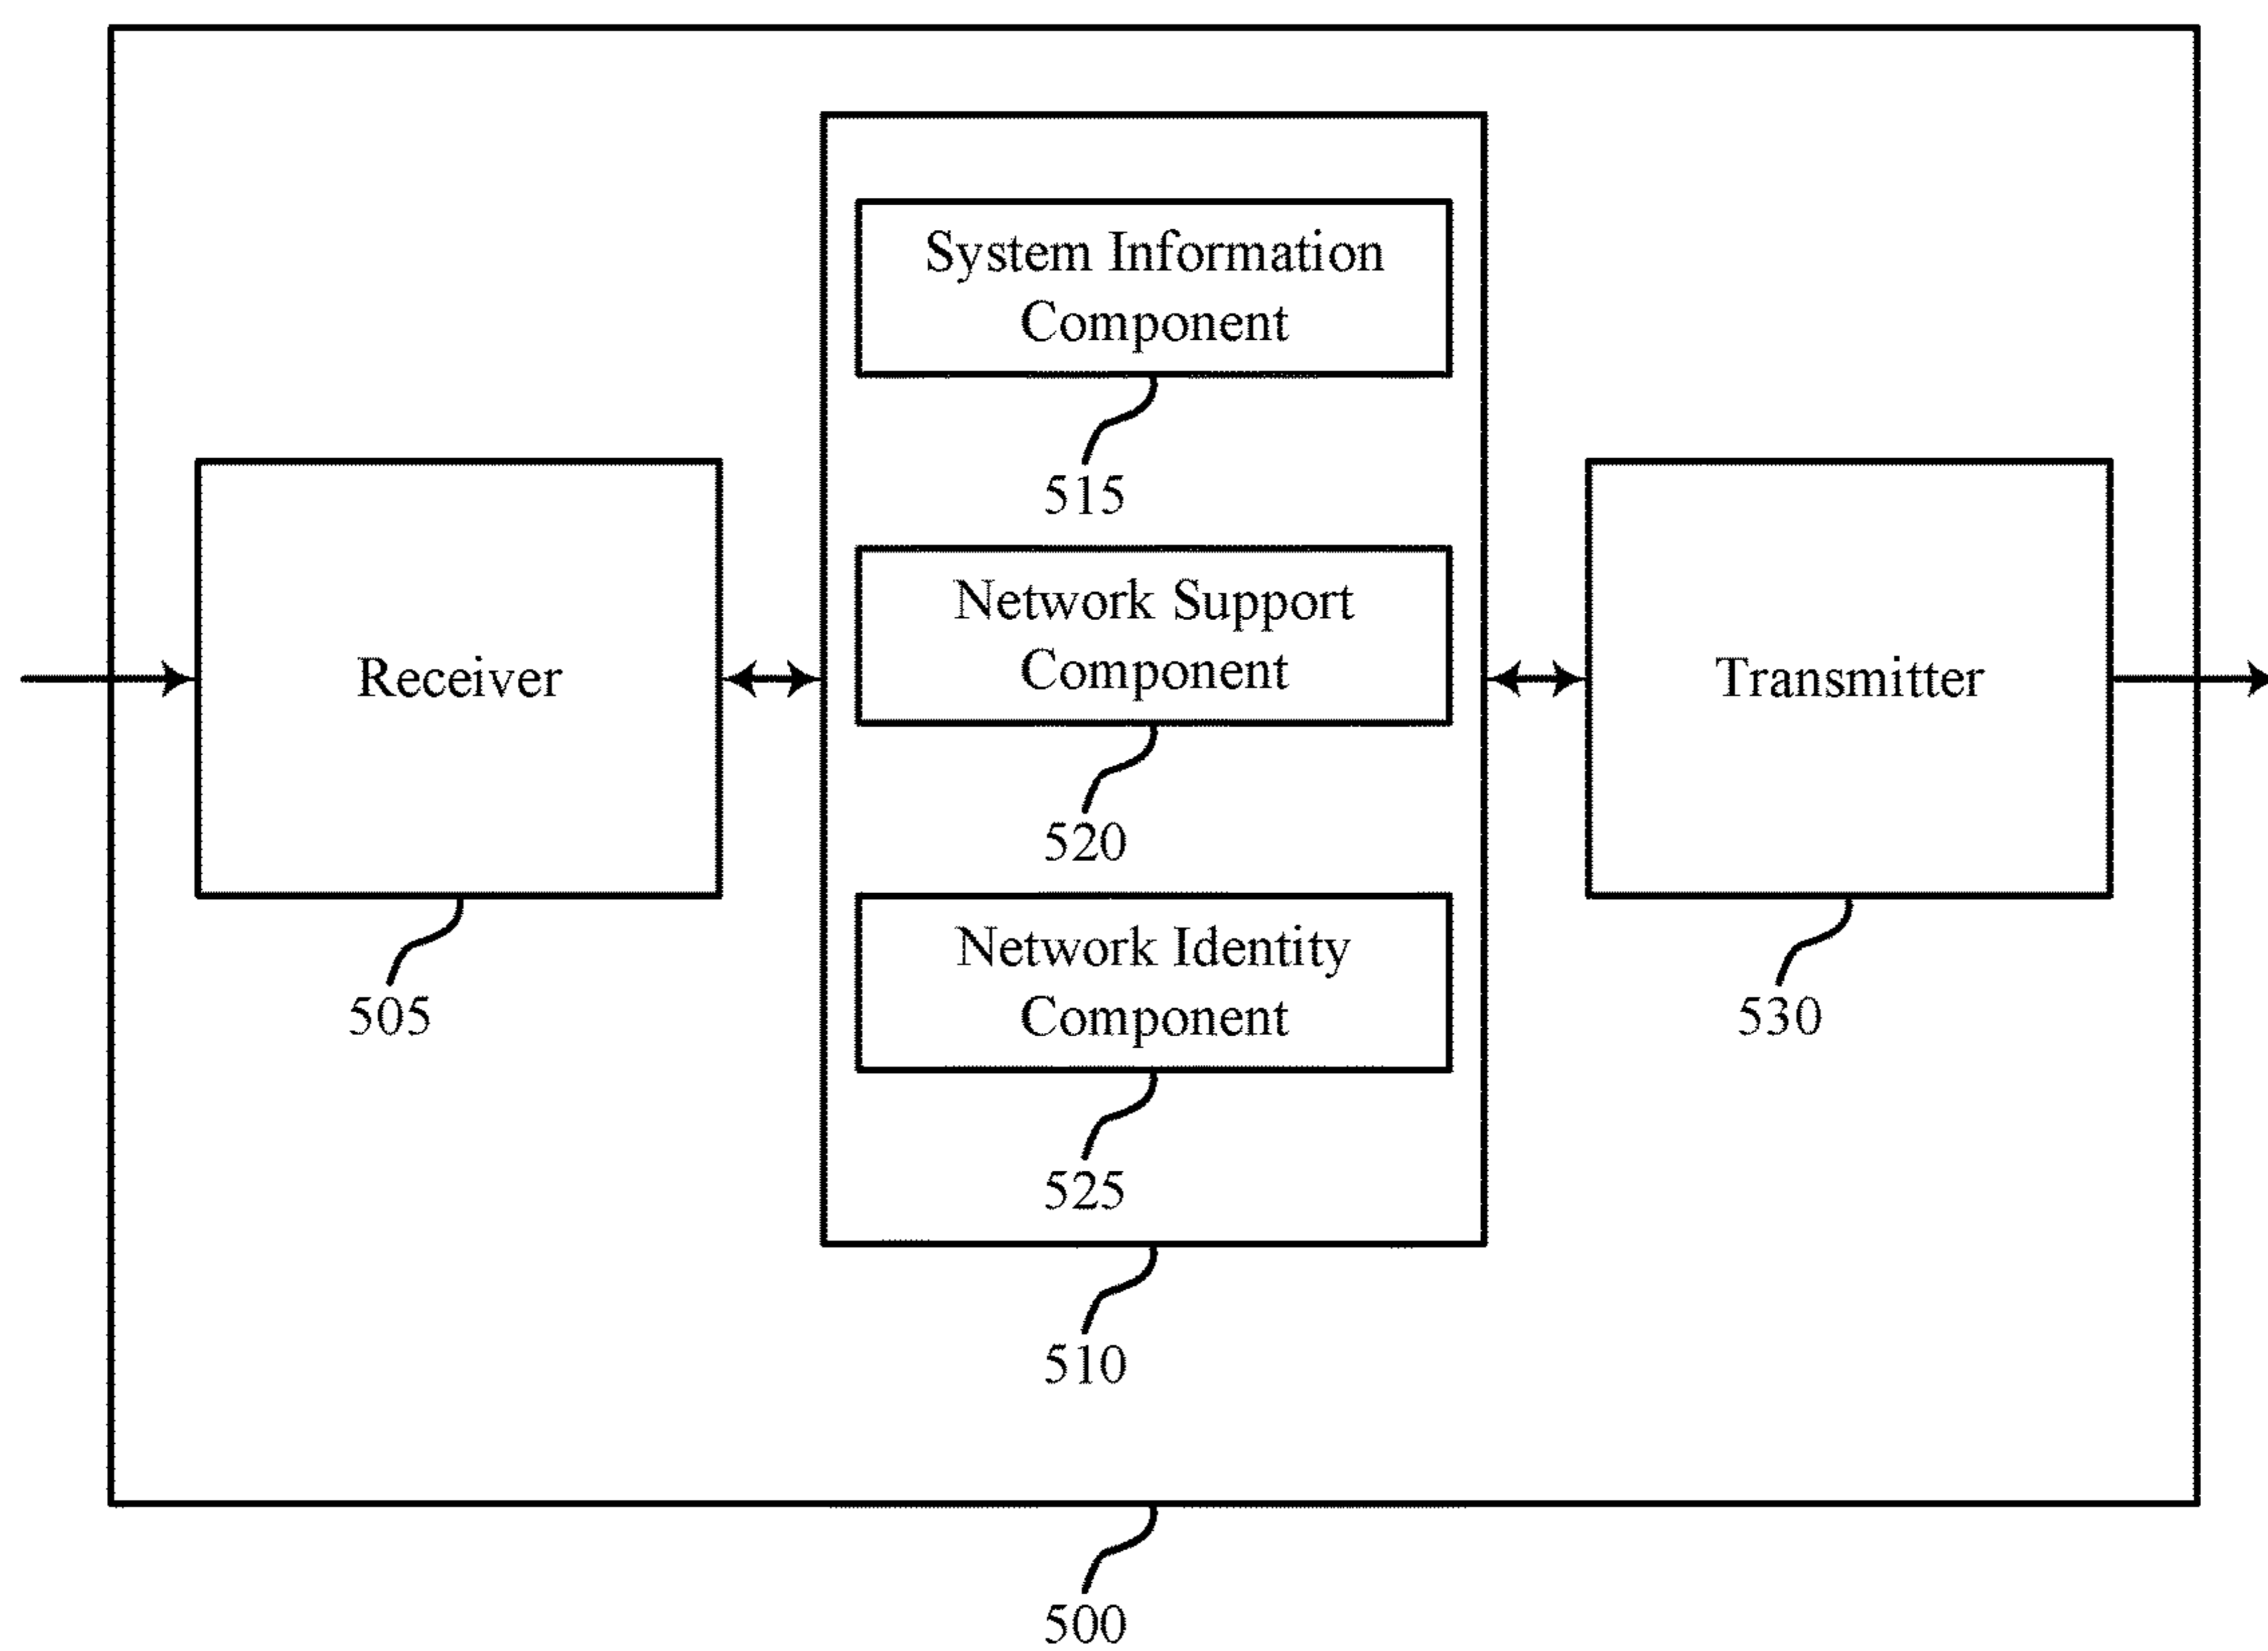 System Information
Component
515
Receiver
505
Network Support
Component
520
Network Identity
Component
525
510
Transmitter
530
500